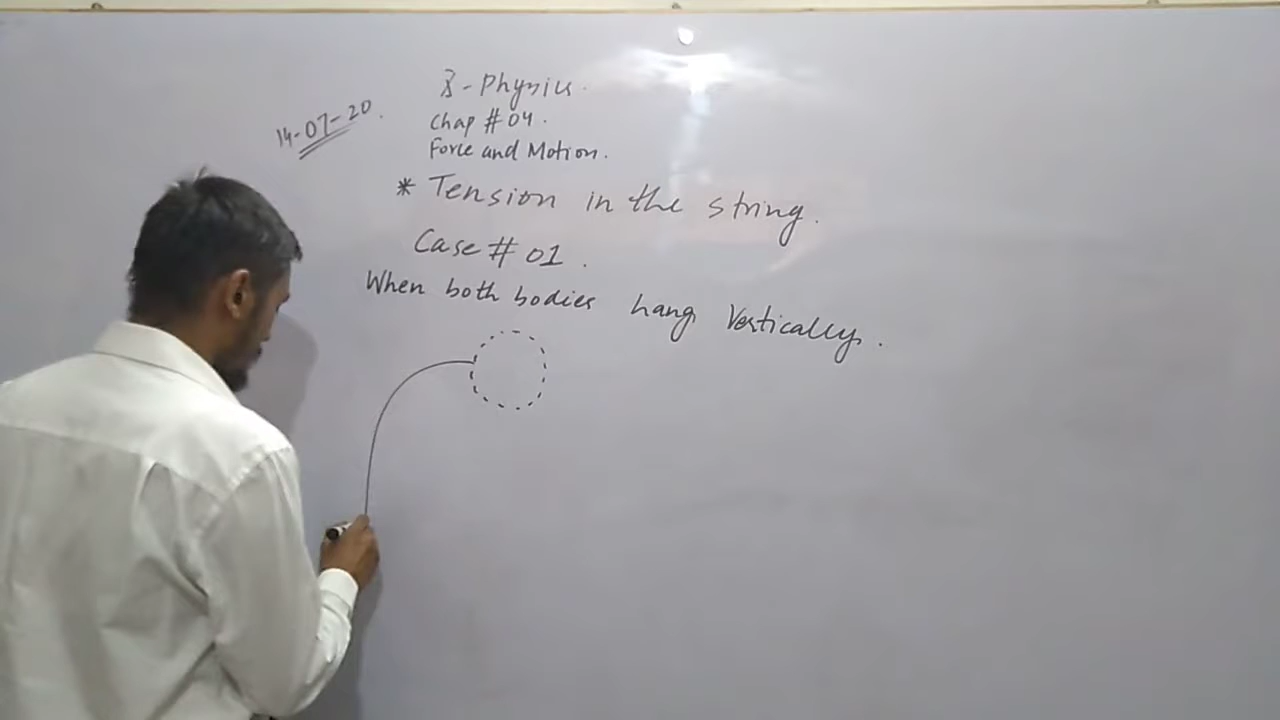 14-07-20.
X-Physics.
Chap # 04.
Force and Motion.
* Tension in the string.
Case # 01.
When both bodies hang Vertically.